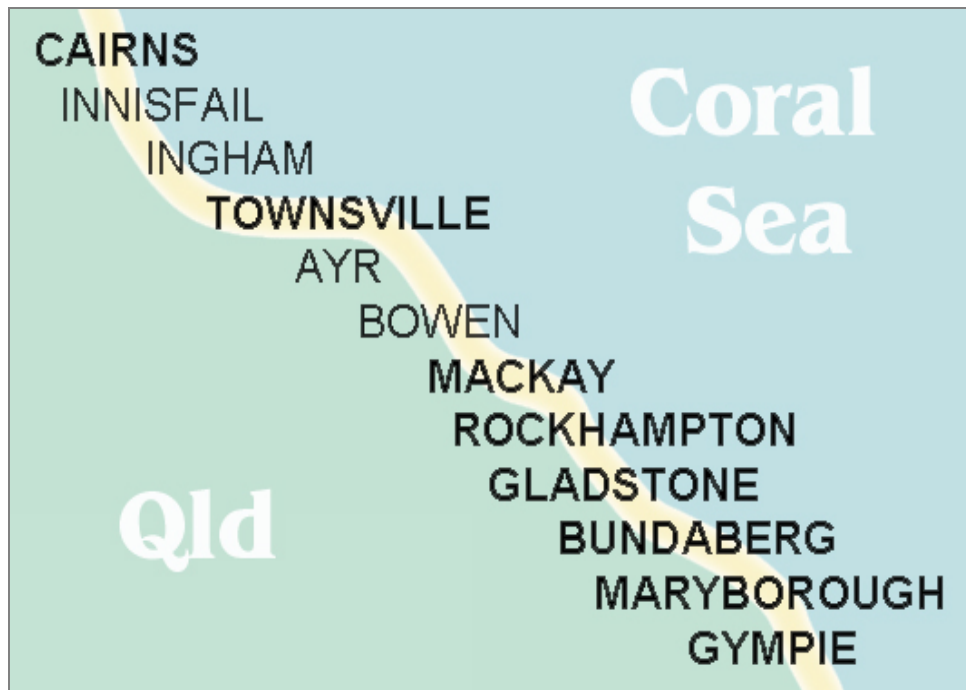 CAIRNS
INNISFAIL
INGHAM
TOWNSVILLE
AYR
BOWEN
MACKAY
ROCKHAMPTON
GLADSTONE
BUNDABERG
MARYBOROUGH
GYMPIE
Coral
Sea
Qld